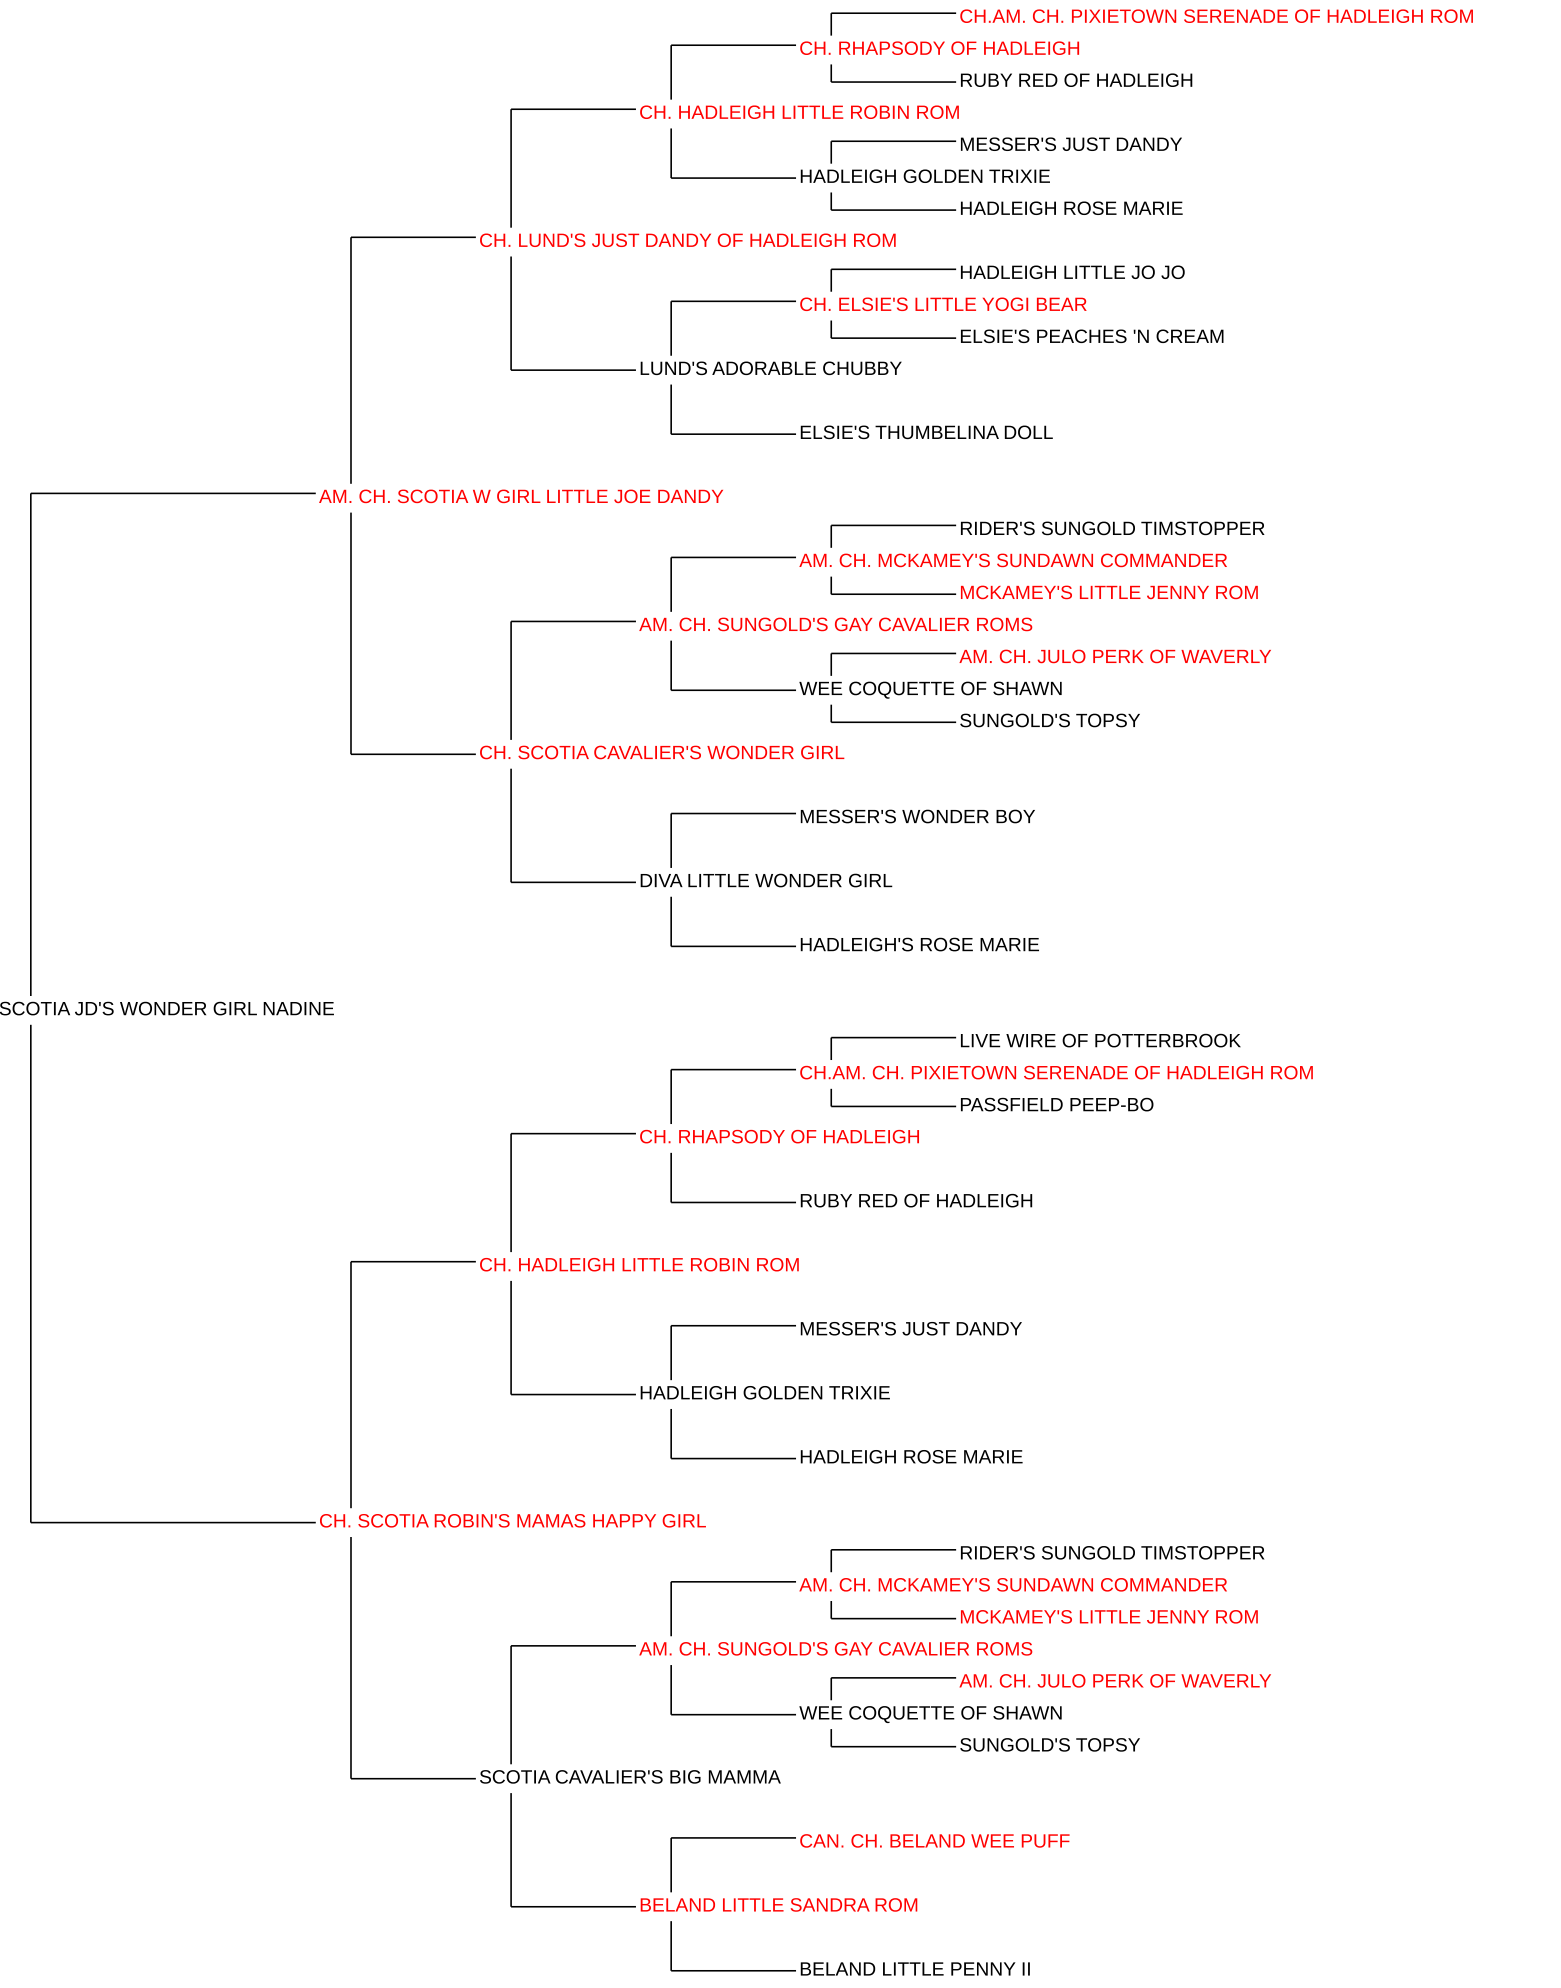 CH.AM. CH. PIXIETOWN SERENADE OF HADLEIGH ROM
CH. RHAPSODY OF HADLEIGH
RUBY RED OF HADLEIGH
CH. HADLEIGH LITTLE ROBIN ROM
MESSER'S JUST DANDY
HADLEIGH GOLDEN TRIXIE
HADLEIGH ROSE MARIE
CH. LUND'S JUST DANDY OF HADLEIGH ROM
HADLEIGH LITTLE JO JO
CH. ELSIE'S LITTLE YOGI BEAR
ELSIE'S PEACHES 'N CREAM
LUND'S ADORABLE CHUBBY
ELSIE'S THUMBELINA DOLL
AM. CH. SCOTIA W GIRL LITTLE JOE DANDY
RIDER'S SUNGOLD TIMSTOPPER
AM. CH. MCKAMEY'S SUNDAWN COMMANDER
MCKAMEY'S LITTLE JENNY ROM
AM. CH. SUNGOLD'S GAY CAVALIER ROMS
AM. CH. JULO PERK OF WAVERLY
WEE COQUETTE OF SHAWN
SUNGOLD'S TOPSY
CH. SCOTIA CAVALIER'S WONDER GIRL
MESSER'S WONDER BOY
DIVA LITTLE WONDER GIRL
HADLEIGH'S ROSE MARIE
SCOTIA JD'S WONDER GIRL NADINE
LIVE WIRE OF POTTERBROOK
CH.AM. CH. PIXIETOWN SERENADE OF HADLEIGH ROM
PASSFIELD PEEP-BO
CH. RHAPSODY OF HADLEIGH
RUBY RED OF HADLEIGH
CH. HADLEIGH LITTLE ROBIN ROM
MESSER'S JUST DANDY
HADLEIGH GOLDEN TRIXIE
HADLEIGH ROSE MARIE
CH. SCOTIA ROBIN'S MAMAS HAPPY GIRL
RIDER'S SUNGOLD TIMSTOPPER
AM. CH. MCKAMEY'S SUNDAWN COMMANDER
MCKAMEY'S LITTLE JENNY ROM
AM. CH. SUNGOLD'S GAY CAVALIER ROMS
AM. CH. JULO PERK OF WAVERLY
WEE COQUETTE OF SHAWN
SUNGOLD'S TOPSY
SCOTIA CAVALIER'S BIG MAMMA
CAN. CH. BELAND WEE PUFF
BELAND LITTLE SANDRA ROM
BELAND LITTLE PENNY II